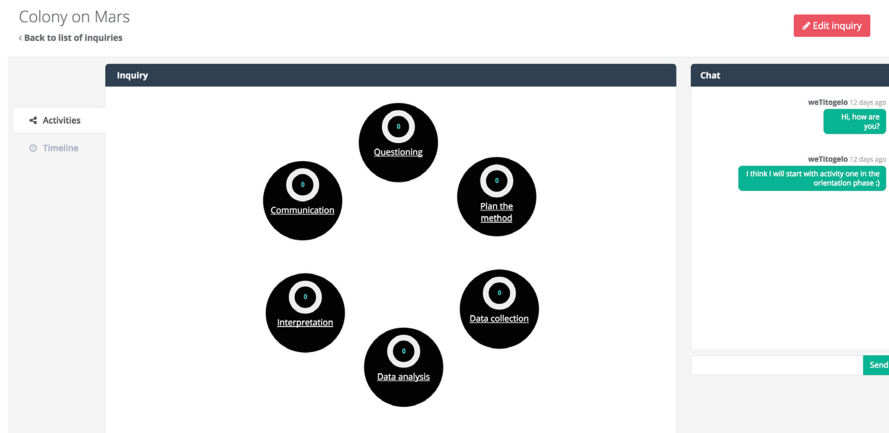 Colony on Mars
‹ Back to list of inquiries
Edit inquiry
Inquiry
Chat
Activities
Timeline
0
Questioning
0
Plan the
method
0
Data collection
0
Data analysis
0
Interpretation
0
Communication
weTitogelo 12 days ago
Hi, how are
you?
weTitogelo 12 days ago
I think I will start with activity one in the
orientation phase :)
Send